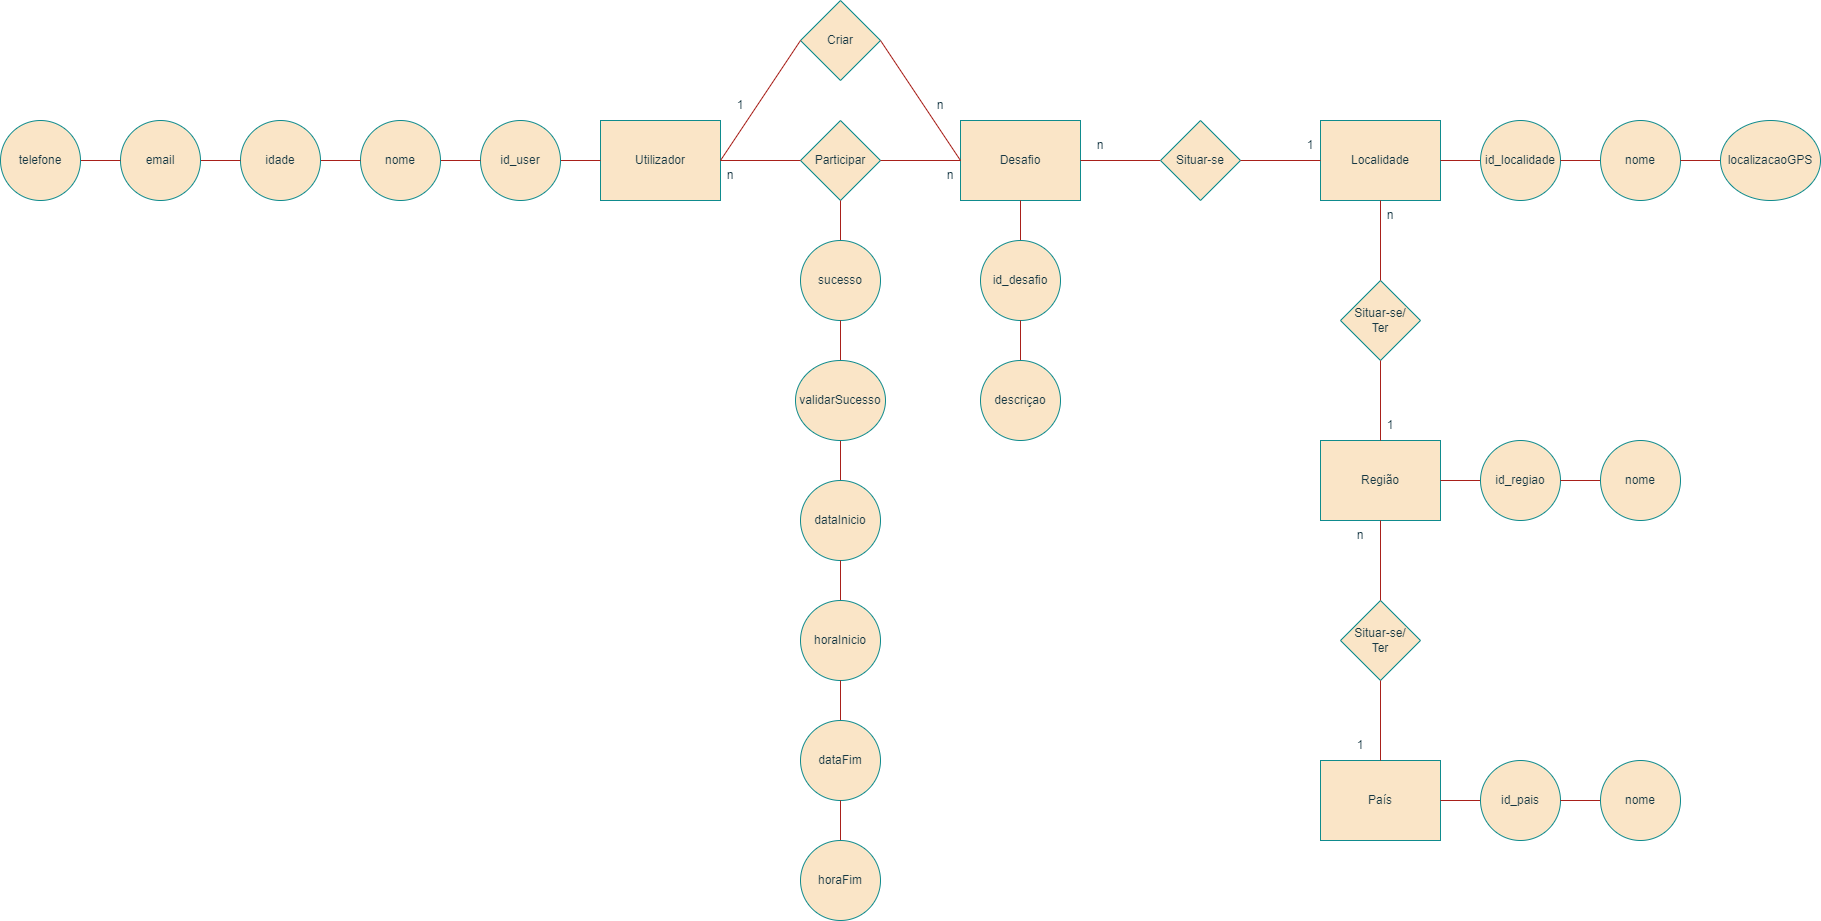 Criar
1
n
telefone
email
idade
nome
id_user
Utilizador
Participar
Desafio
n
Situar-se
1
Localidade
id_localidade
nome
localizacaoGPS
n
n
n
sucesso
id_desafio
Situar-se/
Ter
validarSucesso
descriçao
1
Região
id_regiao
nome
dataInicio
n
horaInicio
Situar-se/
Ter
1
dataFim
País
id_pais
nome
horaFim